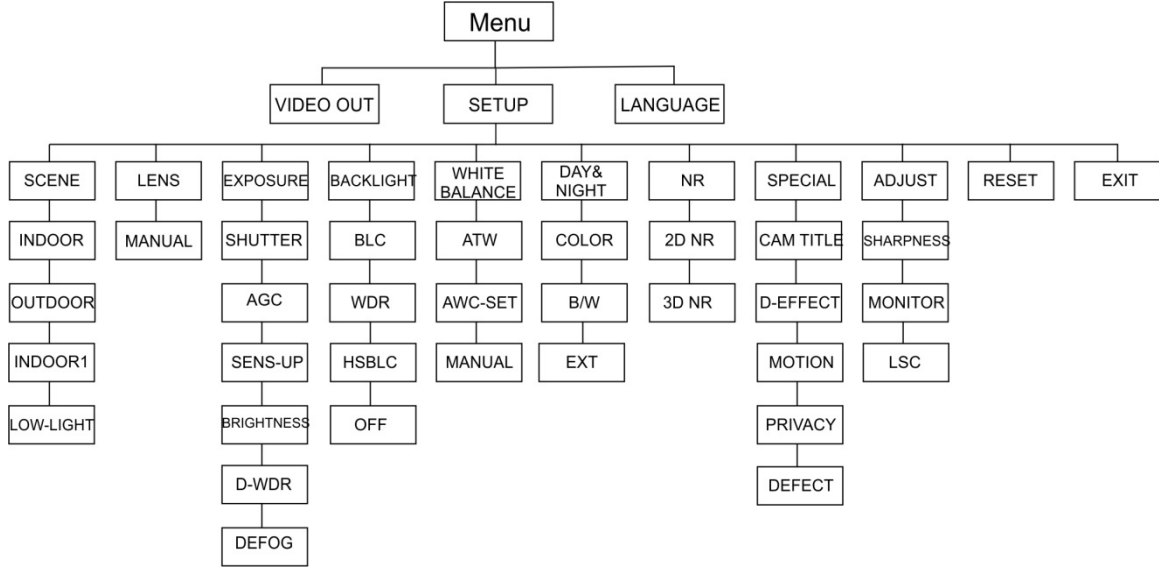 Menu
VIDEO OUT
SETUP
LANGUAGE
SCENE
LENS
EXPOSURE
BACKLIGHT
WHITE
BALANCE
DAY&
NIGHT
NR
SPECIAL
ADJUST
RESET
EXIT
INDOOR
MANUAL
SHUTTER
BLC
ATW
COLOR
2D NR
CAM TITLE
SHARPNESS
OUTDOOR
AGC
WDR
AWC-SET
B/W
3D NR
D-EFFECT
MONITOR
INDOOR1
SENS-UP
HSBLC
MANUAL
EXT
MOTION
LSC
LOW-LIGHT
BRIGHTNESS
OFF
PRIVACY
D-WDR
DEFECT
DEFOG